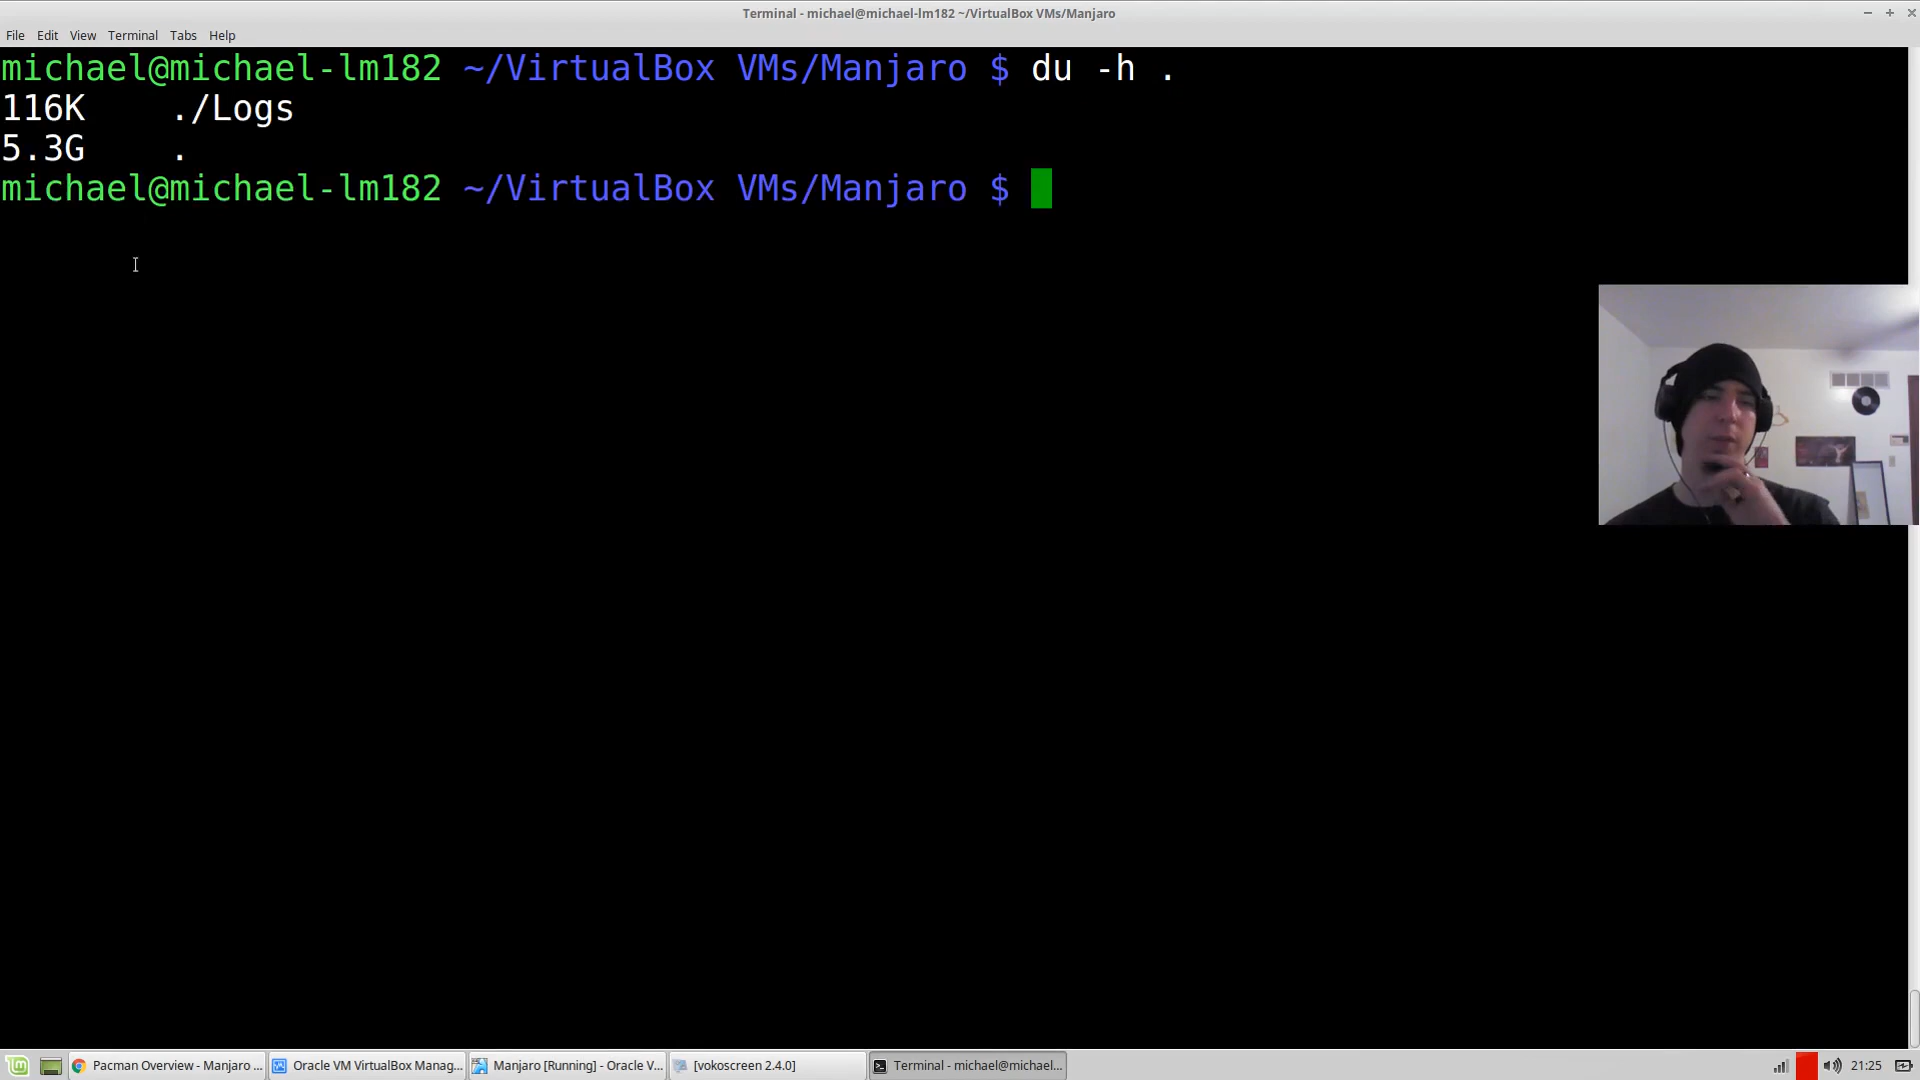 Terminal - michael@michael-lm182 ~/VirtualBox VMs/Manjaro
File Edit View Terminal Tabs Help
michael@michael-lm182 ~/VirtualBox VMs/Manjaro $ du -h .
116K ./Logs
5.3G .
michael@michael-lm182 ~/VirtualBox VMs/Manjaro $
Pacman Overview - Manjaro ... Oracle VM VirtualBox Manag... Manjaro [Running] - Oracle V... [vokoscreen 2.4.0] Terminal - michael@michael... 21:25